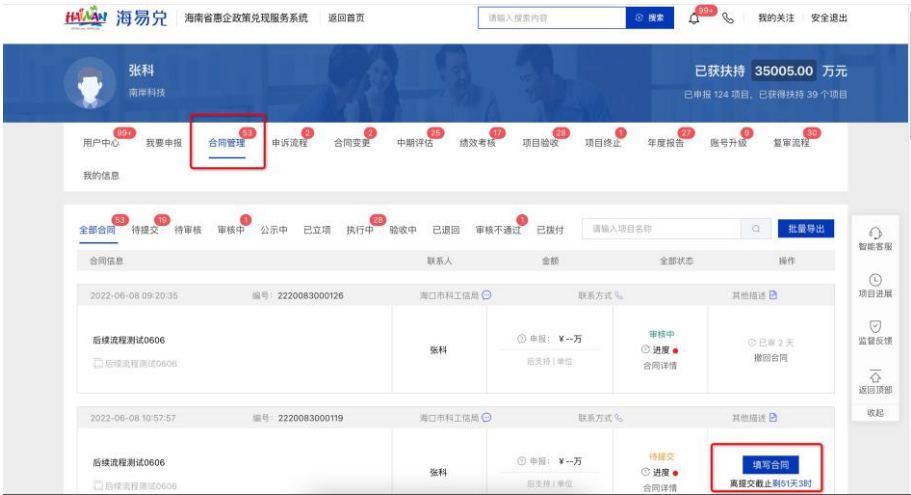 HAINAN 海易兑 海南省惠企政策兑现服务系统 返回首页 请输入搜索内容 搜索 99+ 我的关注 安全退出
张科
南岸科技
已获扶持 35005.00 万元
已申报 124 项目，已获得扶持 39 个项目
用户中心 99+ 我要申报 合同管理 53 申诉流程 2 合同变更 2 中期评估 25 绩效考核 17 项目验收 28 项目终止 1 年度报告 27 账号升级 9 复审流程 30
我的信息
全部合同 53 待提交 19 待审核 审核中 1 公示中 已立项 执行中 28 验收中 已退回 审核不通过 1 已拨付 请输入项目名称 批量导出
合同信息 联系人 金额 全部状态 操作
2022-06-08 09:20:35 编号: 2220083000126 海口市科工信局 联系方式 其他描述
后续流程测试0606
后续流程测试0606
张科
申报: ¥--万
后支持 | 单位
审核中
进度
合同详情
已审 2 天
撤回合同
2022-06-08 10:57:57 编号: 2220083000119 海口市科工信局 联系方式 其他描述
后续流程测试0606
后续流程测试0606
张科
申报: ¥--万
后支持 | 单位
待提交
进度
合同详情
填写合同
离提交截止剩51天3时
智能客服
项目进展
监督反馈
返回顶部
收起